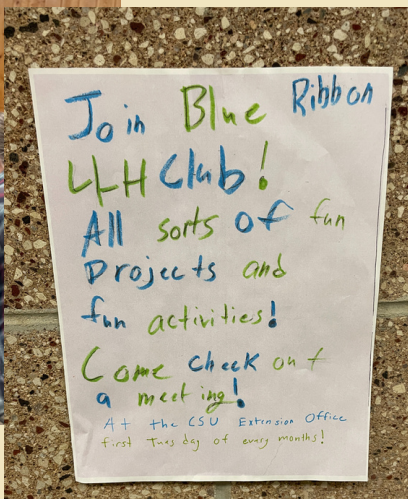 Join Blue Ribbon
4H Club!
All sorts of fun
Projects and
fun activities!
Come check out
a meeting!
At the CSU Extension Office
first Tuesday of every months!